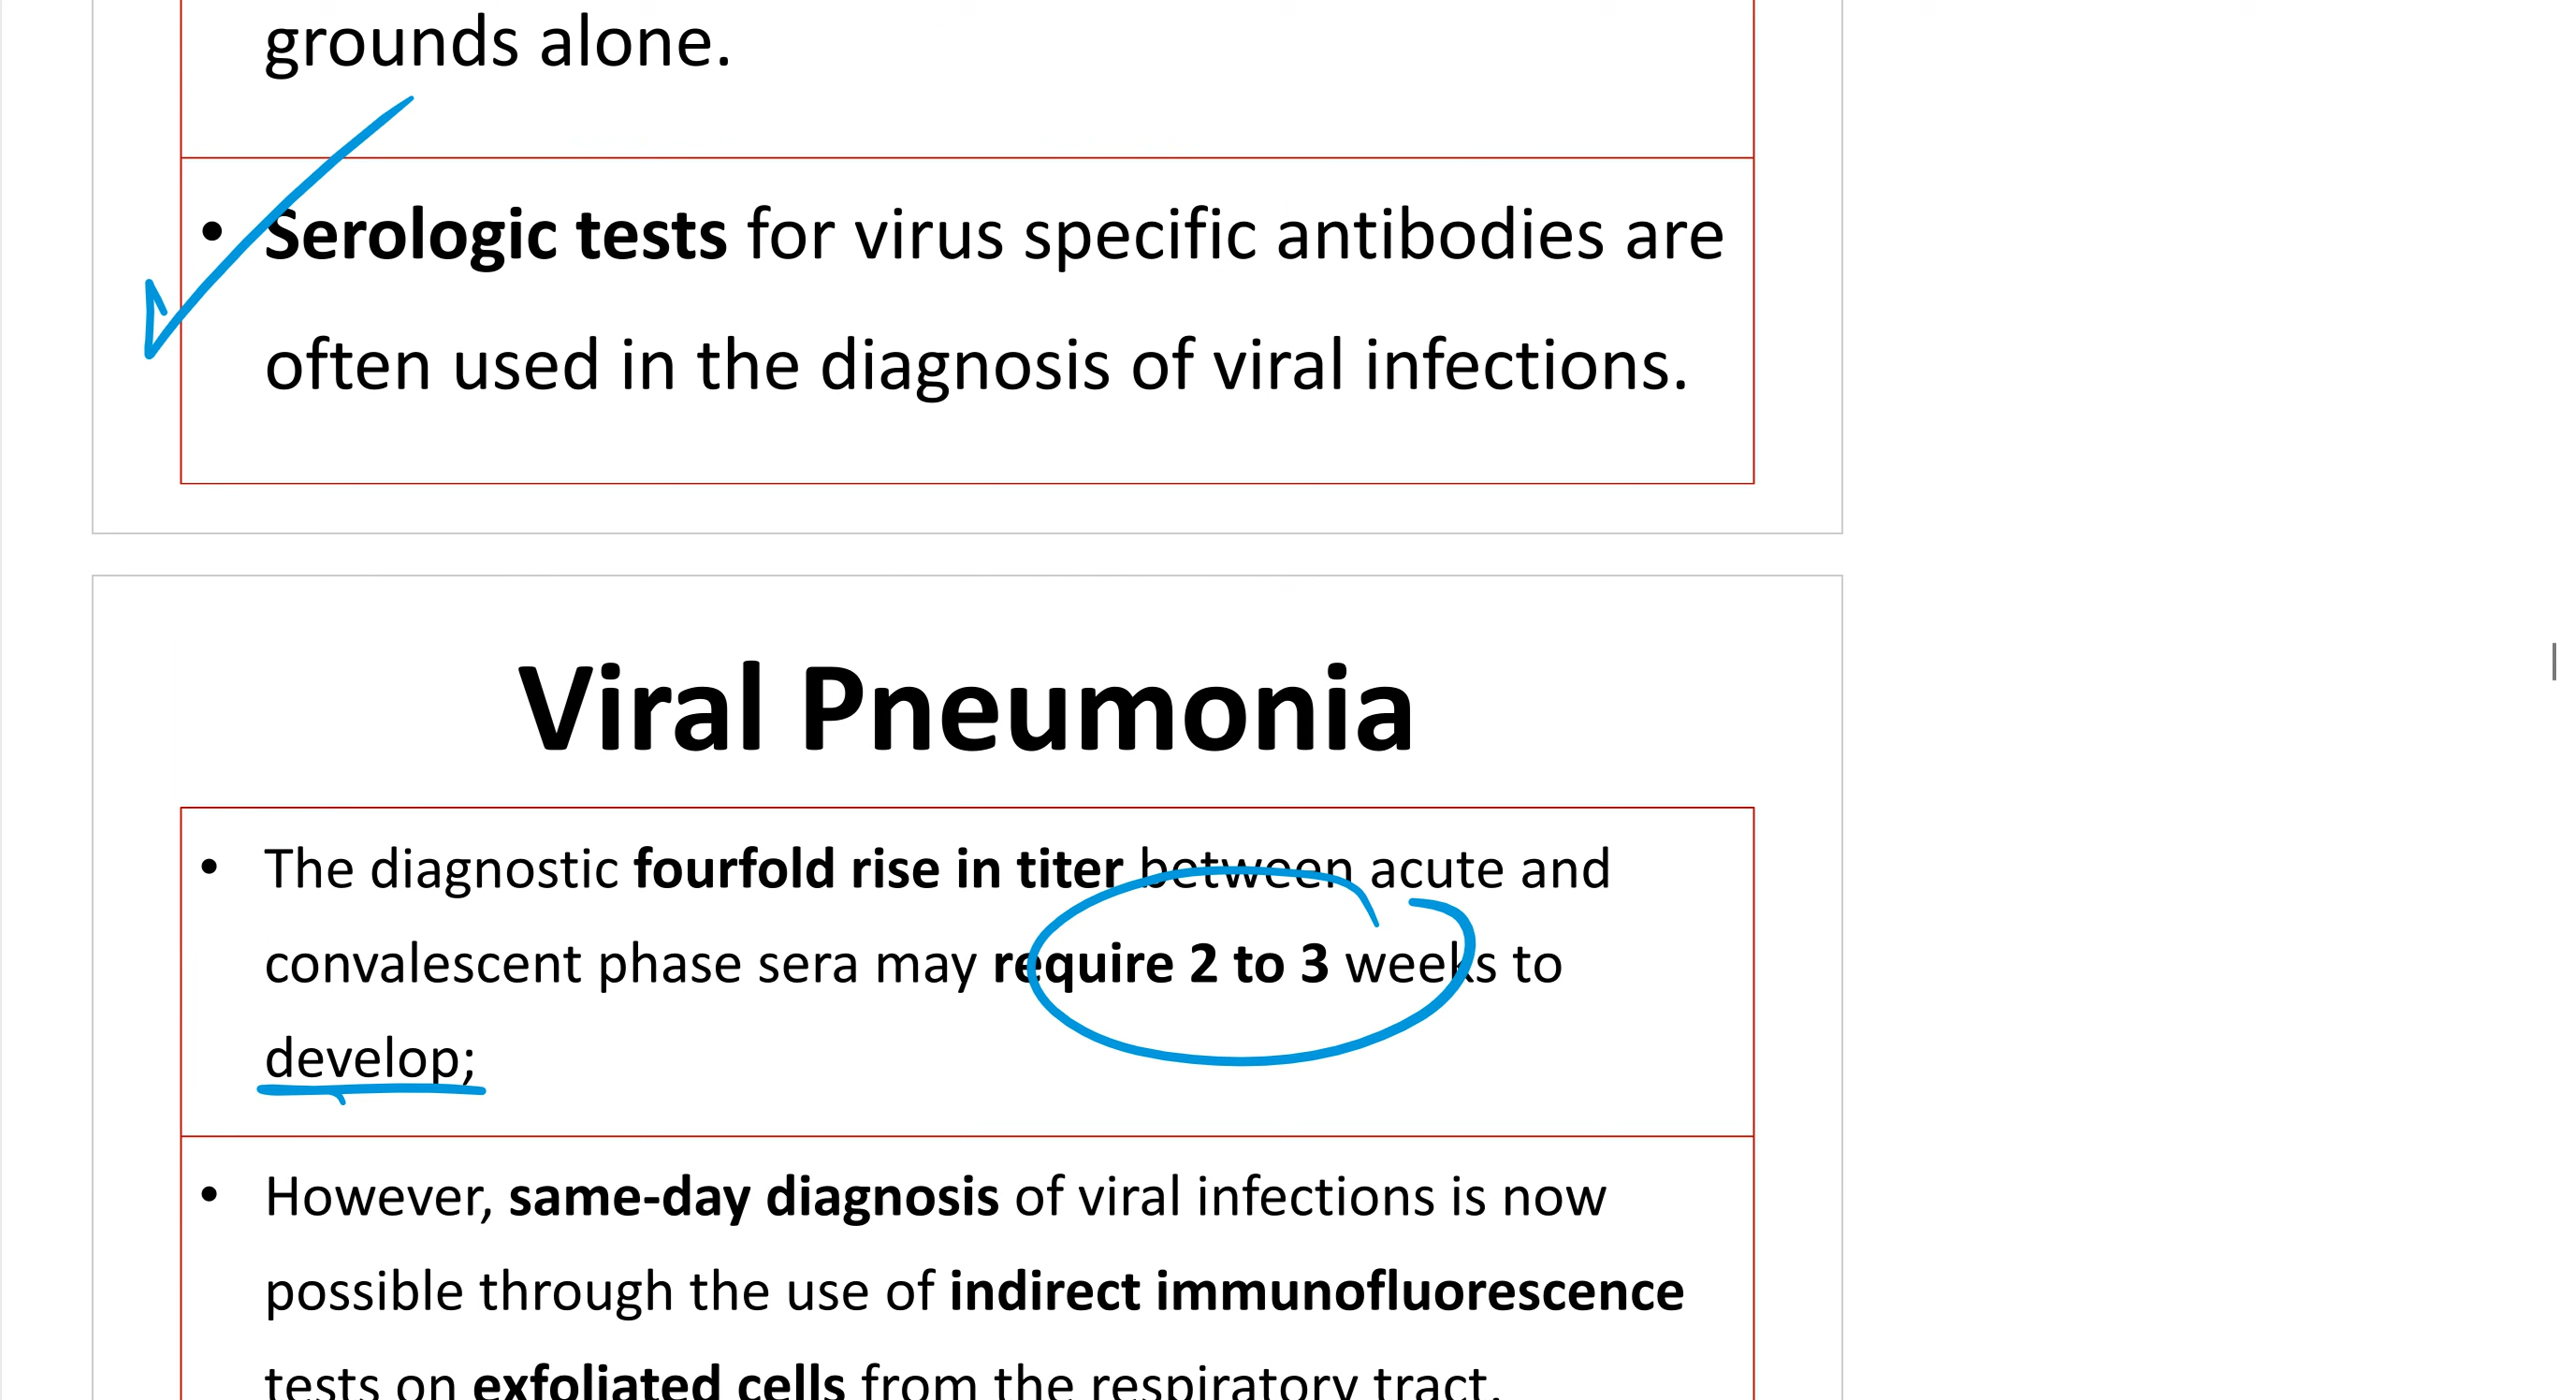 grounds alone.
• Serologic tests for virus specific antibodies are
often used in the diagnosis of viral infections.
Viral Pneumonia
• The diagnostic fourfold rise in titer between acute and
convalescent phase sera may require 2 to 3 weeks to
develop;
• However, same-day diagnosis of viral infections is now
possible through the use of indirect immunofluorescence
tests on exfoliated cells from the respiratory tract.